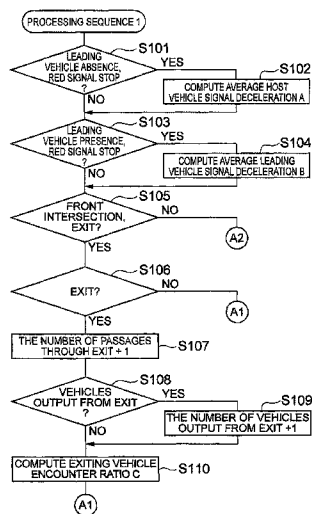 PROCESSING SEQUENCE 1
S101
LEADING
VEHICLE ABSENCE,
RED SIGNAL STOP
?
YES
S102
COMPUTE AVERAGE HOST
VEHICLE SIGNAL DECELERATION A
NO
S103
LEADING
VEHICLE PRESENCE,
RED SIGNAL STOP
?
YES
S104
COMPUTE AVERAGE LEADING
VEHICLE SIGNAL DECELERATION B
NO
S105
FRONT
INTERSECTION,
EXIT?
NO
A2
YES
S106
EXIT?
NO
A1
YES
S107
THE NUMBER OF PASSAGES
THROUGH EXIT + 1
S108
VEHICLES
OUTPUT FROM EXIT
?
YES
S109
THE NUMBER OF VEHICLES
OUTPUT FROM EXIT +1
NO
S110
COMPUTE EXITING VEHICLE
ENCOUNTER RATIO C
A1